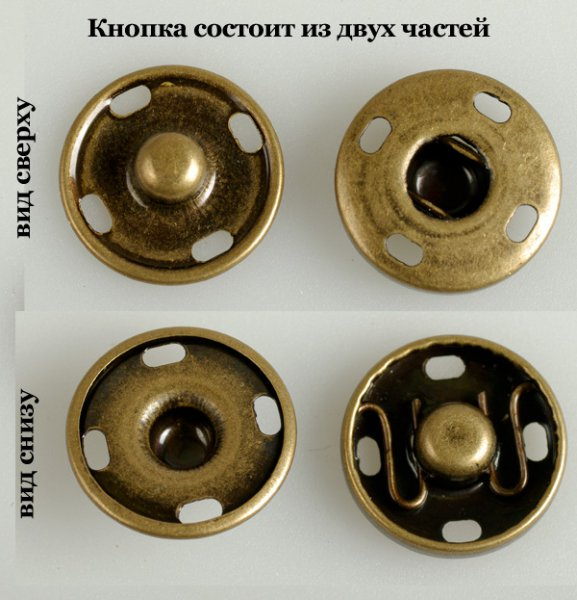 Кнопка состоит из двух частей
вид сверху
вид снизу